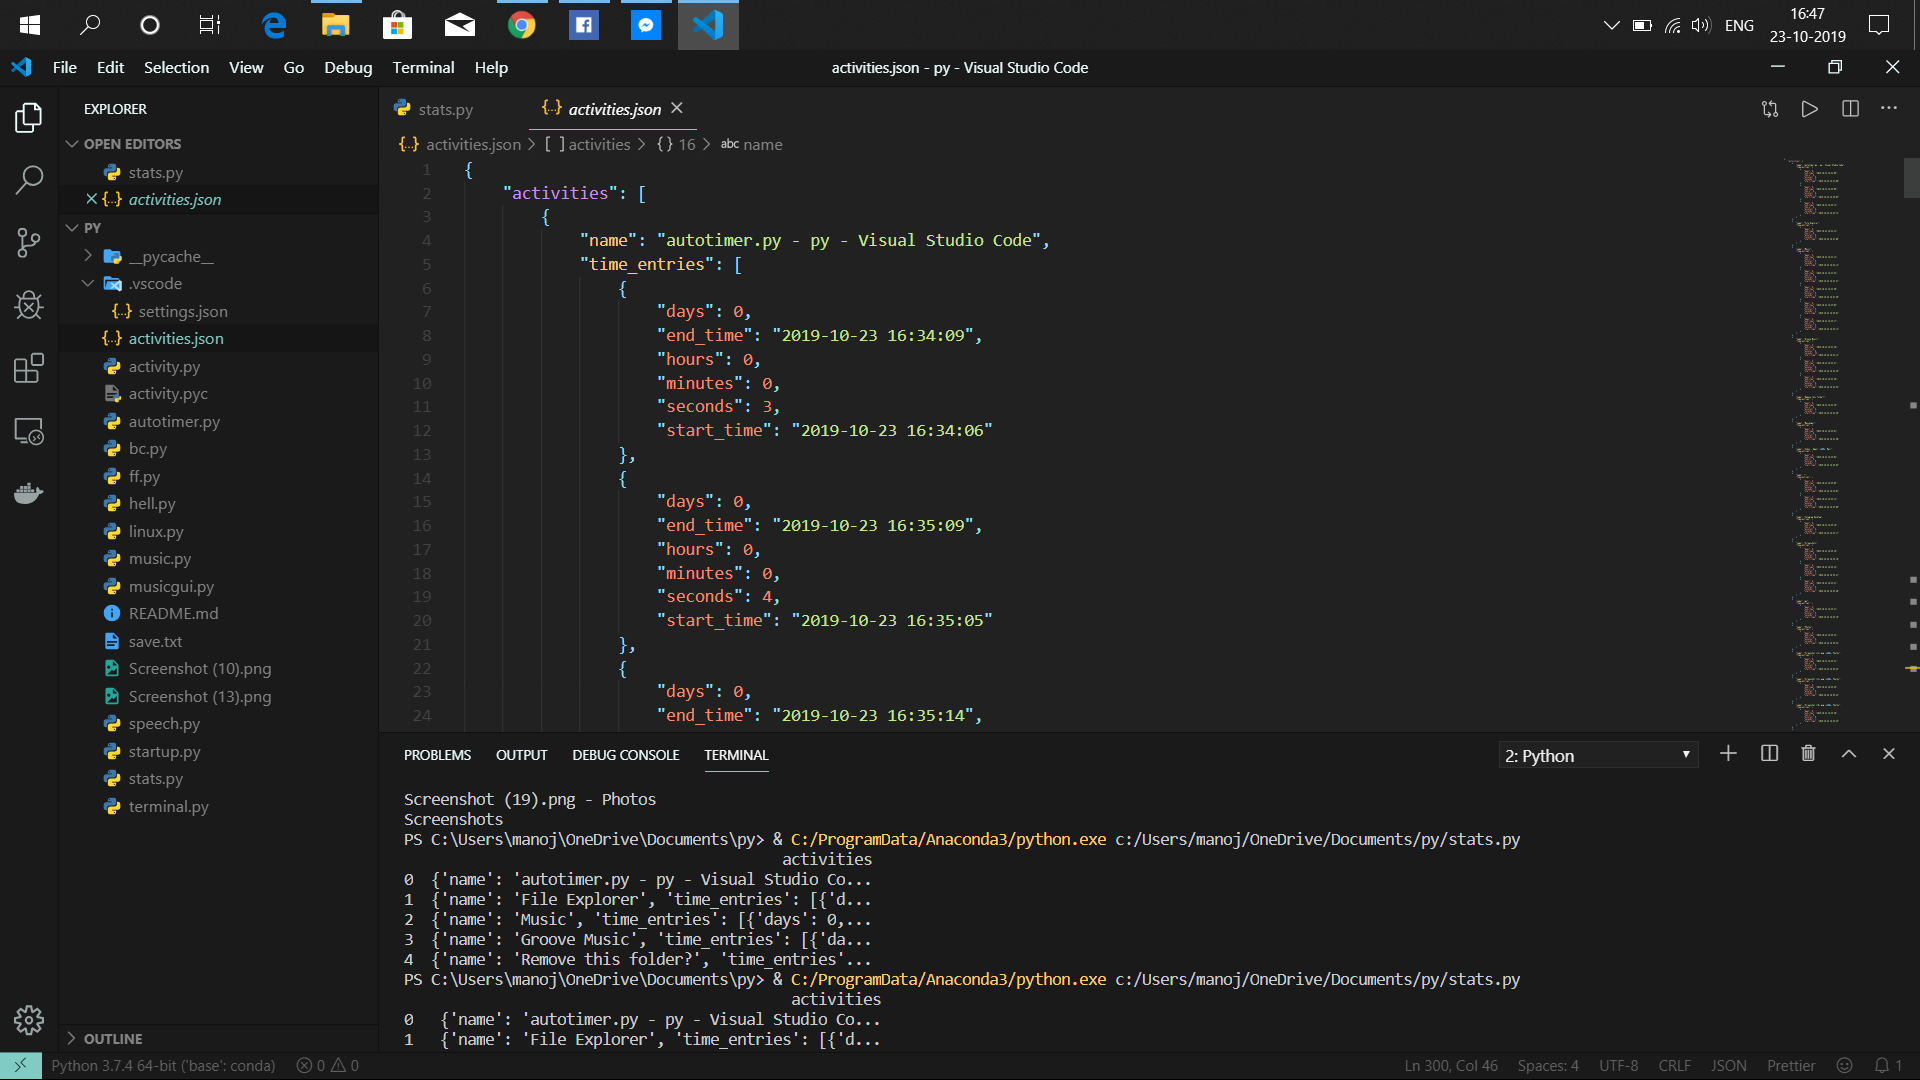 ENG
16:47
23-10-2019
File Edit Selection View Go Debug Terminal Help
activities.json - py - Visual Studio Code
EXPLORER
OPEN EDITORS
stats.py
activities.json
PY
__pycache__
.vscode
settings.json
activities.json
activity.py
activity.pyc
autotimer.py
bc.py
ff.py
hell.py
linux.py
music.py
musicgui.py
README.md
save.txt
Screenshot (10).png
Screenshot (13).png
speech.py
startup.py
stats.py
terminal.py
OUTLINE
stats.py
{..} activities.json
{..} activities.json > [ ] activities > {} 16 > abc name
1 {
2 "activities": [
3 {
4 "name": "autotimer.py - py - Visual Studio Code",
5 "time_entries": [
6 {
7 "days": 0,
8 "end_time": "2019-10-23 16:34:09",
9 "hours": 0,
10 "minutes": 0,
11 "seconds": 3,
12 "start_time": "2019-10-23 16:34:06"
13 },
14 {
15 "days": 0,
16 "end_time": "2019-10-23 16:35:09",
17 "hours": 0,
18 "minutes": 0,
19 "seconds": 4,
20 "start_time": "2019-10-23 16:35:05"
21 },
22 {
23 "days": 0,
24 "end_time": "2019-10-23 16:35:14",
PROBLEMS OUTPUT DEBUG CONSOLE TERMINAL
2: Python
Screenshot (19).png - Photos
Screenshots
PS C:\Users\manoj\OneDrive\Documents\py> & C:/ProgramData/Anaconda3/python.exe c:/Users/manoj/OneDrive/Documents/py/stats.py
activities
0 {'name': 'autotimer.py - py - Visual Studio Co...
1 {'name': 'File Explorer', 'time_entries': [{'d...
2 {'name': 'Music', 'time_entries': [{'days': 0,...
3 {'name': 'Groove Music', 'time_entries': [{'da...
4 {'name': 'Remove this folder?', 'time_entries'...
PS C:\Users\manoj\OneDrive\Documents\py> & C:/ProgramData/Anaconda3/python.exe c:/Users/manoj/OneDrive/Documents/py/stats.py
activities
0 {'name': 'autotimer.py - py - Visual Studio Co...
1 {'name': 'File Explorer', 'time_entries': [{'d...
Python 3.7.4 64-bit ('base': conda) 0 0
Ln 300, Col 46 Spaces: 4 UTF-8 CRLF JSON Prettier 1